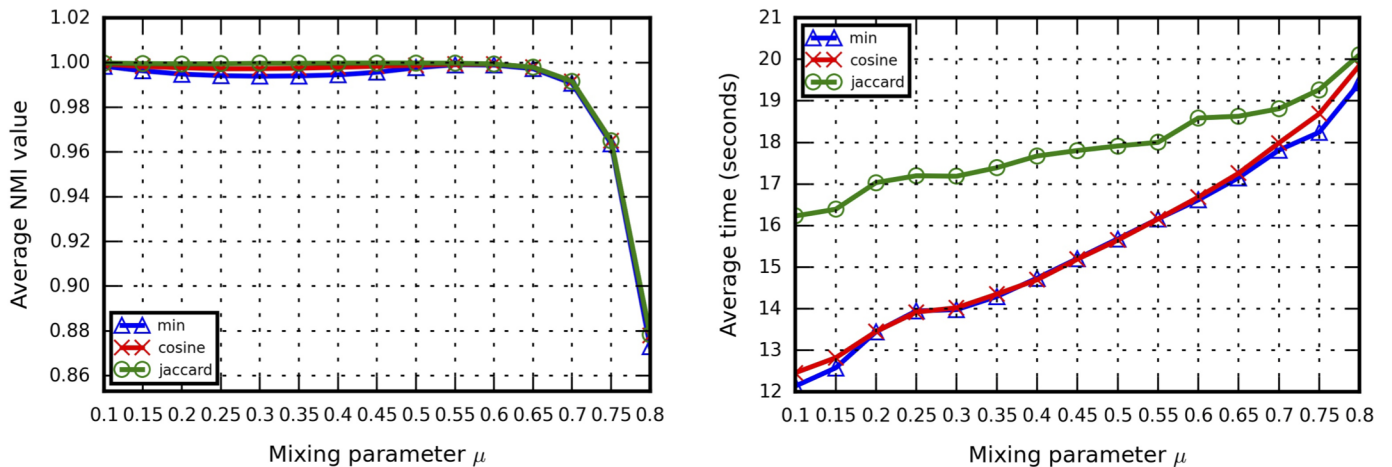 1.02
1.00
0.98
0.96
0.94
0.92
0.90
0.88
0.86
Average NMI value
min
cosine
jaccard
0.1 0.15 0.2 0.25 0.3 0.35 0.4 0.45 0.5 0.55 0.6 0.65 0.7 0.75 0.8
Mixing parameter μ
21
20
19
18
17
16
15
14
13
12
Average time (seconds)
min
cosine
jaccard
0.1 0.15 0.2 0.25 0.3 0.35 0.4 0.45 0.5 0.55 0.6 0.65 0.7 0.75 0.8
Mixing parameter μ